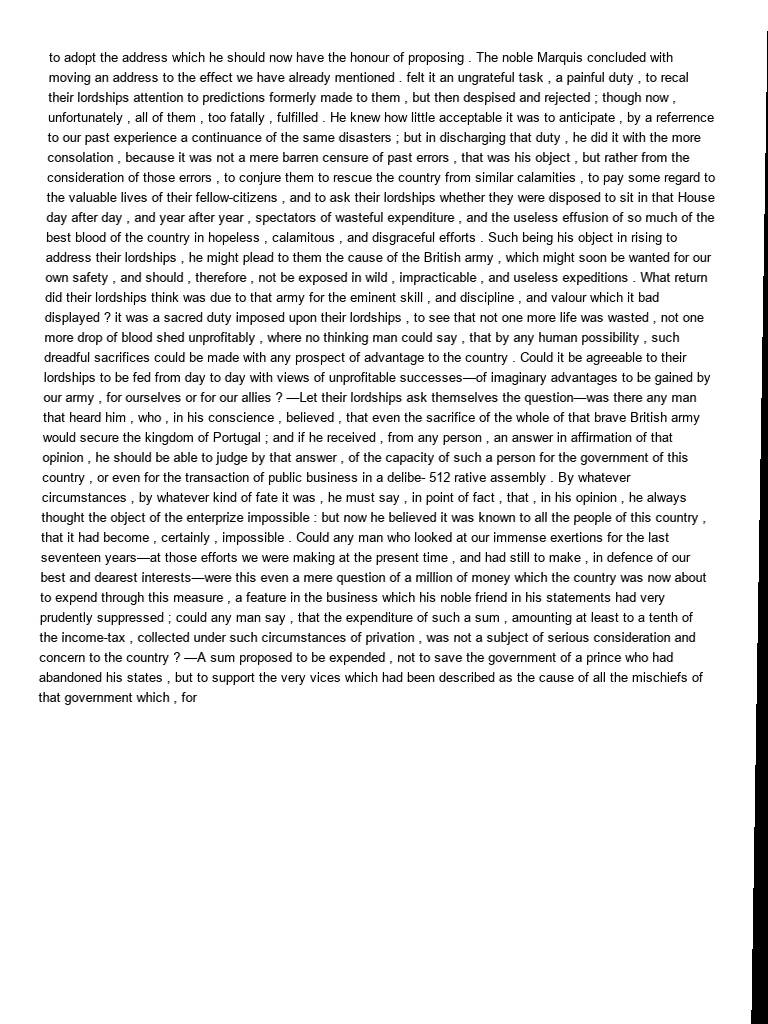 to adopt the address which he should now have the honour of proposing . The noble Marquis concluded with
moving an address to the effect we have already mentioned . felt it an ungrateful task , a painful duty , to recal
their lordships attention to predictions formerly made to them , but then despised and rejected ; though now ,
unfortunately , all of them , too fatally , fulfilled . He knew how little acceptable it was to anticipate , by a referrence
to our past experience a continuance of the same disasters ; but in discharging that duty , he did it with the more
consolation , because it was not a mere barren censure of past errors , that was his object , but rather from the
consideration of those errors , to conjure them to rescue the country from similar calamities , to pay some regard to
the valuable lives of their fellow-citizens , and to ask their lordships whether they were disposed to sit in that House
day after day , and year after year , spectators of wasteful expenditure , and the useless effusion of so much of the
best blood of the country in hopeless , calamitous , and disgraceful efforts . Such being his object in rising to
address their lordships , he might plead to them the cause of the British army , which might soon be wanted for our
own safety , and should , therefore , not be exposed in wild , impracticable , and useless expeditions . What return
did their lordships think was due to that army for the eminent skill , and discipline , and valour which it bad
displayed ? it was a sacred duty imposed upon their lordships , to see that not one more life was wasted , not one
more drop of blood shed unprofitably , where no thinking man could say , that by any human possibility , such
dreadful sacrifices could be made with any prospect of advantage to the country . Could it be agreeable to their
lordships to be fed from day to day with views of unprofitable successes—of imaginary advantages to be gained by
our army , for ourselves or for our allies ? —Let their lordships ask themselves the question—was there any man
that heard him , who , in his conscience , believed , that even the sacrifice of the whole of that brave British army
would secure the kingdom of Portugal ; and if he received , from any person , an answer in affirmation of that
opinion , he should be able to judge by that answer , of the capacity of such a person for the government of this
country , or even for the transaction of public business in a delibe- 512 rative assembly . By whatever
circumstances , by whatever kind of fate it was , he must say , in point of fact , that , in his opinion , he always
thought the object of the enterprize impossible : but now he believed it was known to all the people of this country ,
that it had become , certainly , impossible . Could any man who looked at our immense exertions for the last
seventeen years—at those efforts we were making at the present time , and had still to make , in defence of our
best and dearest interests—were this even a mere question of a million of money which the country was now about
to expend through this measure , a feature in the business which his noble friend in his statements had very
prudently suppressed ; could any man say , that the expenditure of such a sum , amounting at least to a tenth of
the income-tax , collected under such circumstances of privation , was not a subject of serious consideration and
concern to the country ? —A sum proposed to be expended , not to save the government of a prince who had
abandoned his states , but to support the very vices which had been described as the cause of all the mischiefs of
that government which , for